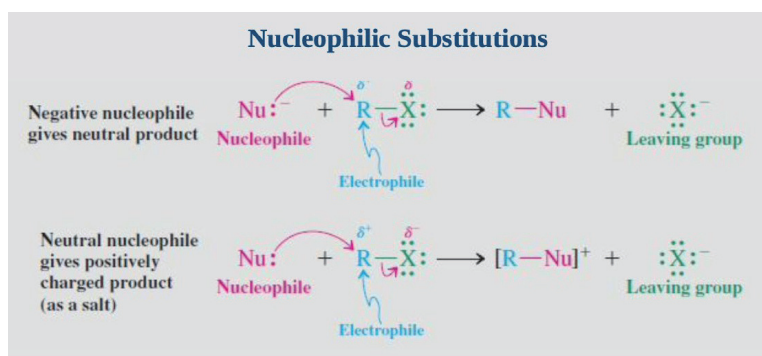 Nucleophilic Substitutions
δ δ
Negative nucleophile
gives neutral product
Nu:⁻ + R—X: ⟶ R—Nu + :X:⁻
Nucleophile
Leaving group
Electrophile
δ⁺ δ⁻
Neutral nucleophile
gives positively
charged product
(as a salt)
Nu: + R—X: ⟶ [R—Nu]⁺ + :X:⁻
Nucleophile
Leaving group
Electrophile